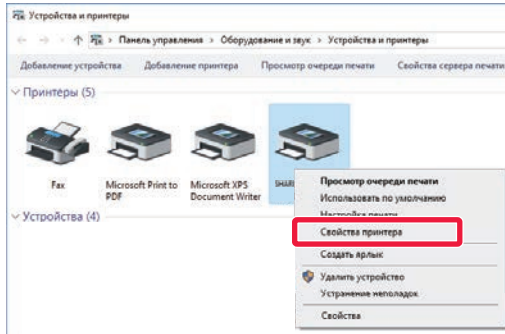 Устройства и принтеры
Панель управления > Оборудование и звук > Устройства и принтеры
Добавление устройства Добавление принтера Просмотр очереди печати Свойства сервера печати
Принтеры (5)
Fax
Microsoft Print to PDF
Microsoft XPS Document Writer
Просмотр очереди печати
Использовать по умолчанию
Настройка печати
Свойства принтера
Создать ярлык
Удалить устройство
Устранение неполадок
Свойства
Устройства (4)